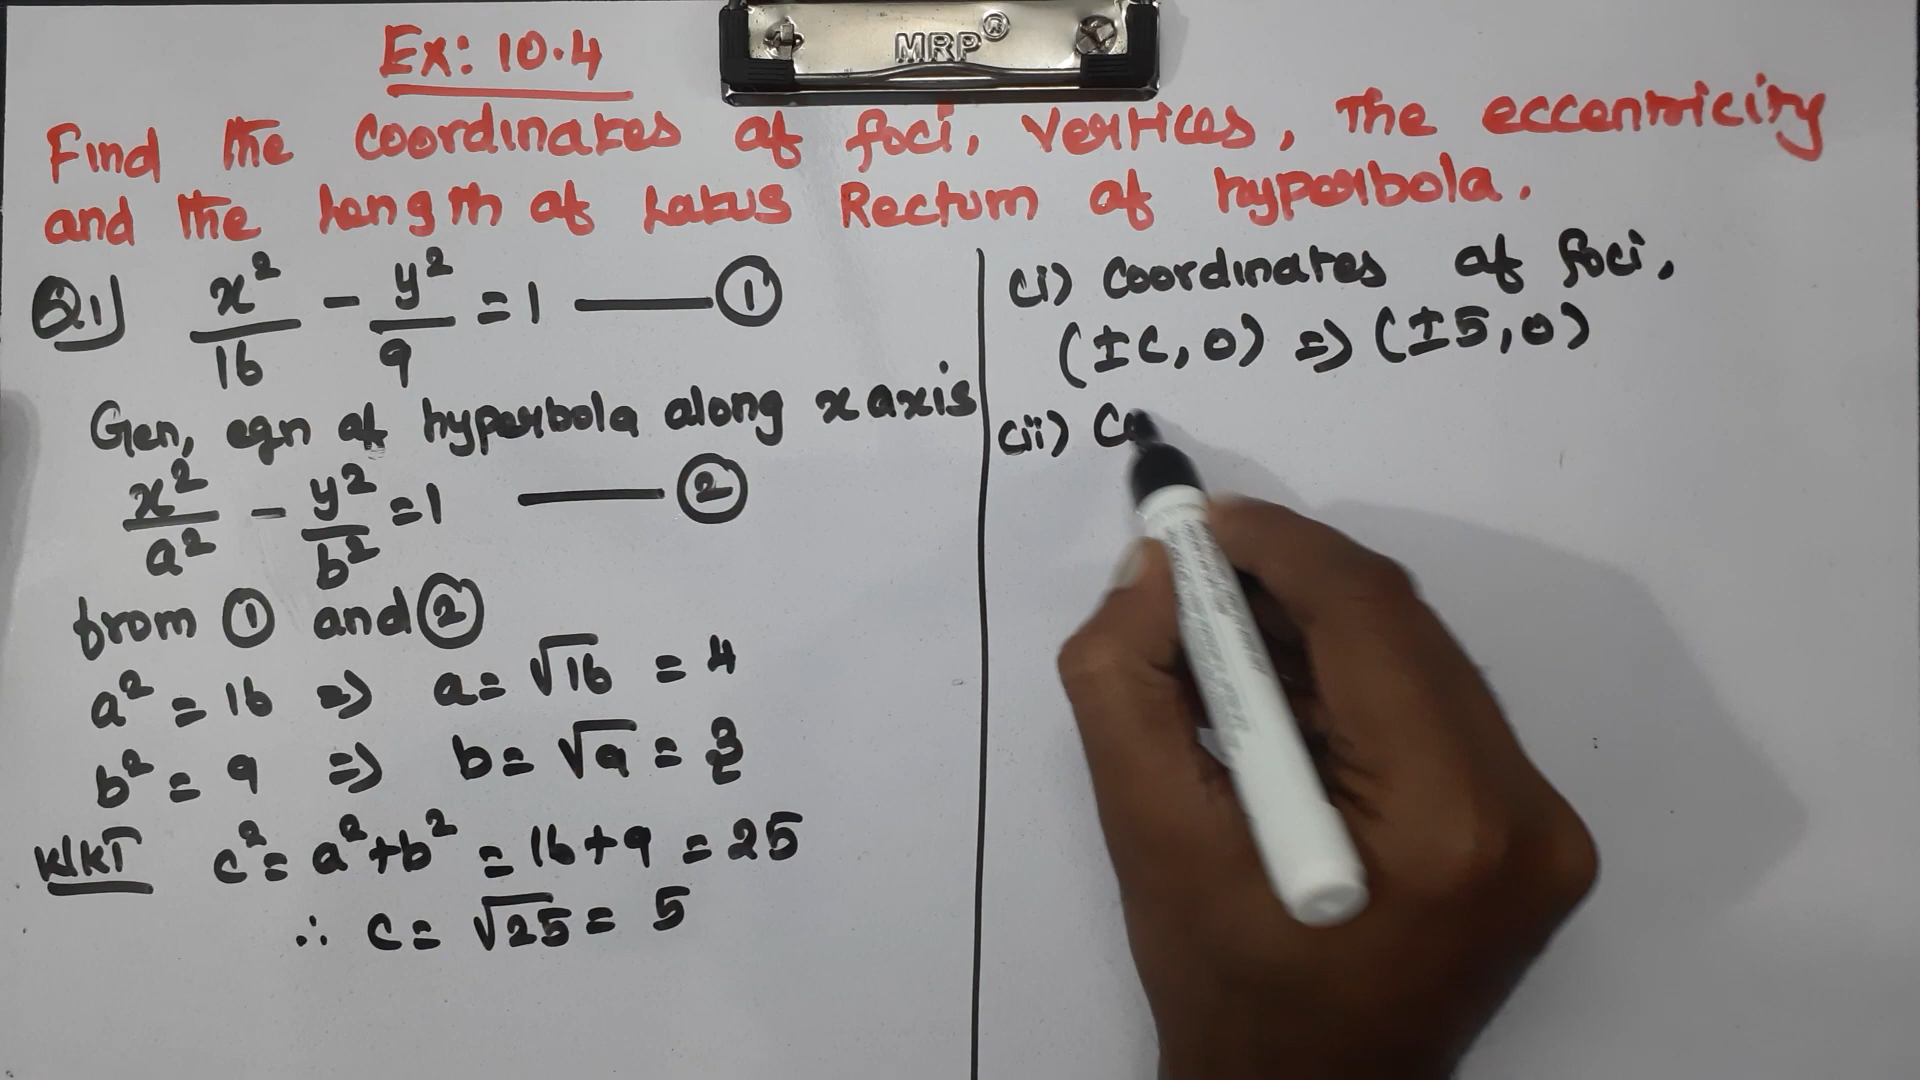 MRP®
Ex: 10.4
Find the coordinates of foci, Vertices, The eccentricity
and the Length of Latus Rectum of hyperbola.
Q1) x²/16 - y²/9 = 1 —— ①
Gen, eqn of hyperbola along x axis
x²/a² - y²/b² = 1 —— ②
from ① and ②
a² = 16 => a = √16 = 4
b² = 9 => b = √9 = 3
WKT c² = a²+b² = 16+9 = 25
∴ c = √25 = 5
(i) Coordinates of foci,
(±c, 0) => (±5, 0)
(ii) Co